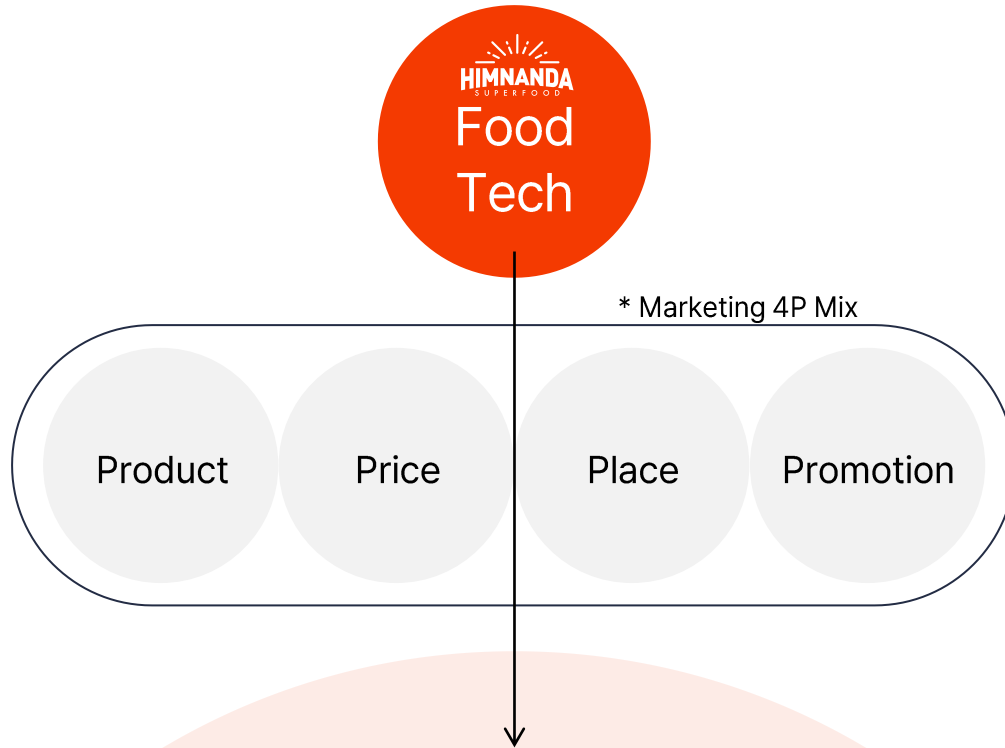 HIMNANDA
SUPERFOOD
Food
Tech
* Marketing 4P Mix
Product Price Place Promotion